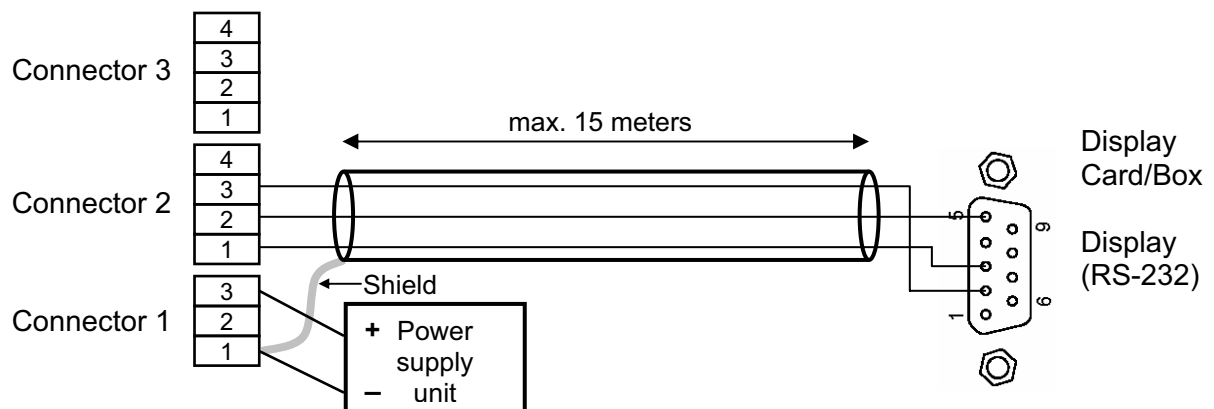 Connector 3
4
3
2
1
max. 15 meters
Connector 2
4
3
2
1
Display
Card/Box
Display
(RS-232)
5
9
1
6
Shield
Connector 1
3
2
1
+ Power
supply
– unit